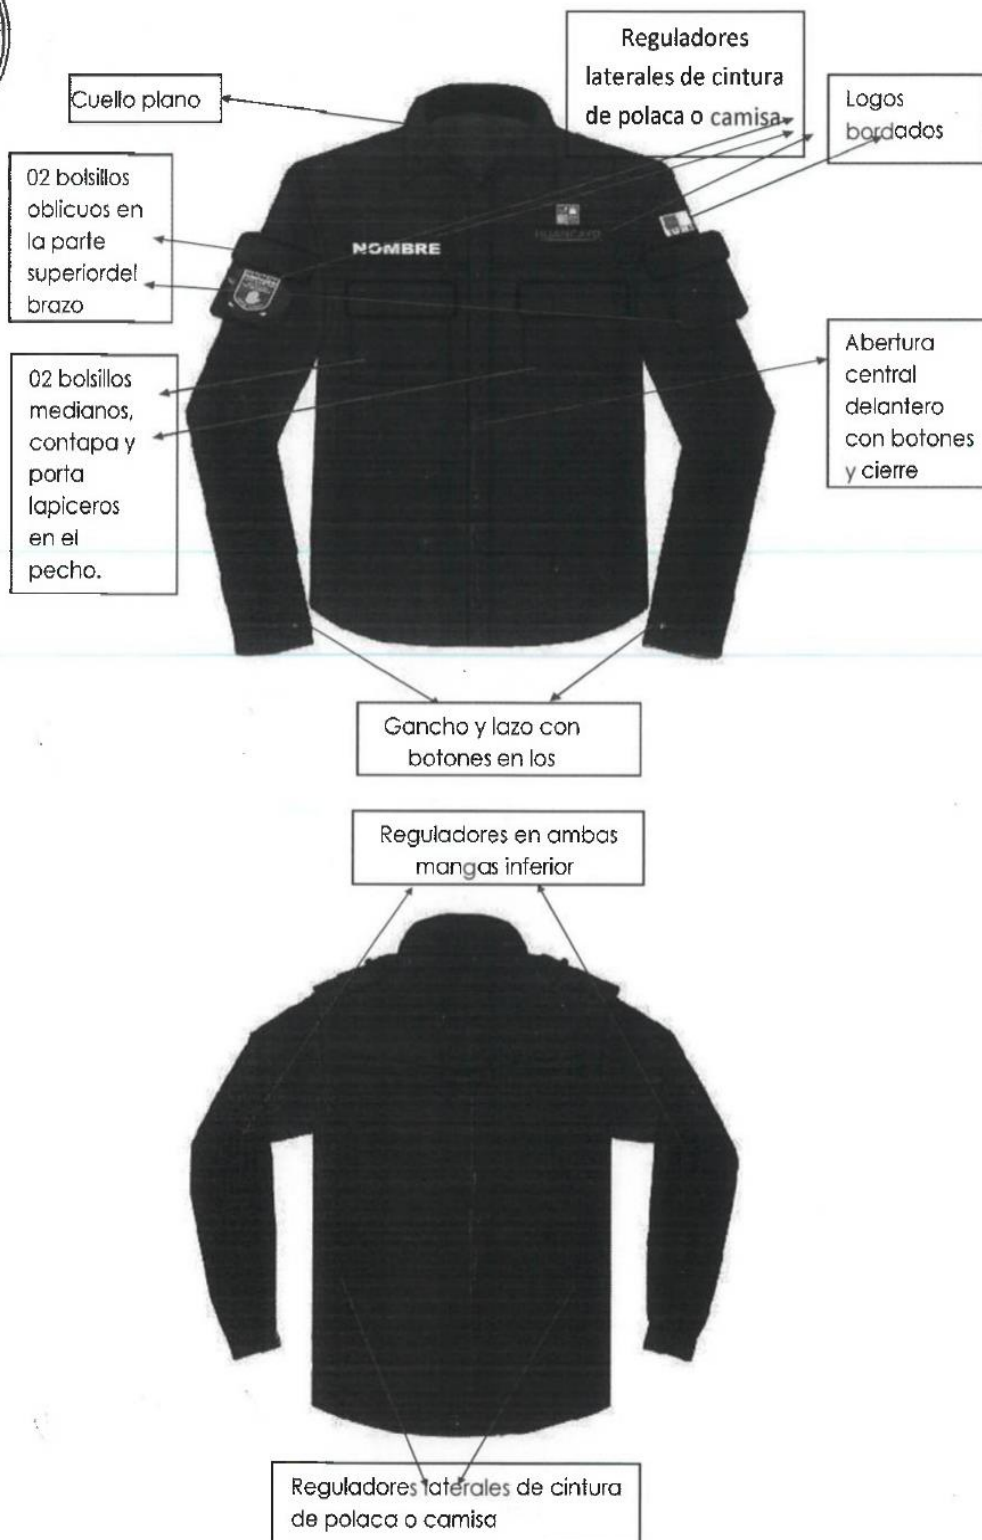 Reguladores
laterales de cintura
de polaca o camisa
Cuello plano
Logos
bordados
02 bolsillos
oblicuos en
la parte
superiordel
brazo
NOMBRE
HUANCAYO
02 bolsillos
medianos,
contapa y
porta
lapiceros
en el
pecho.
Abertura
central
delantero
con botones
y cierre
Gancho y lazo con
botones en los
Reguladores en ambas
mangas inferior
Reguladores laterales de cintura
de polaca o camisa